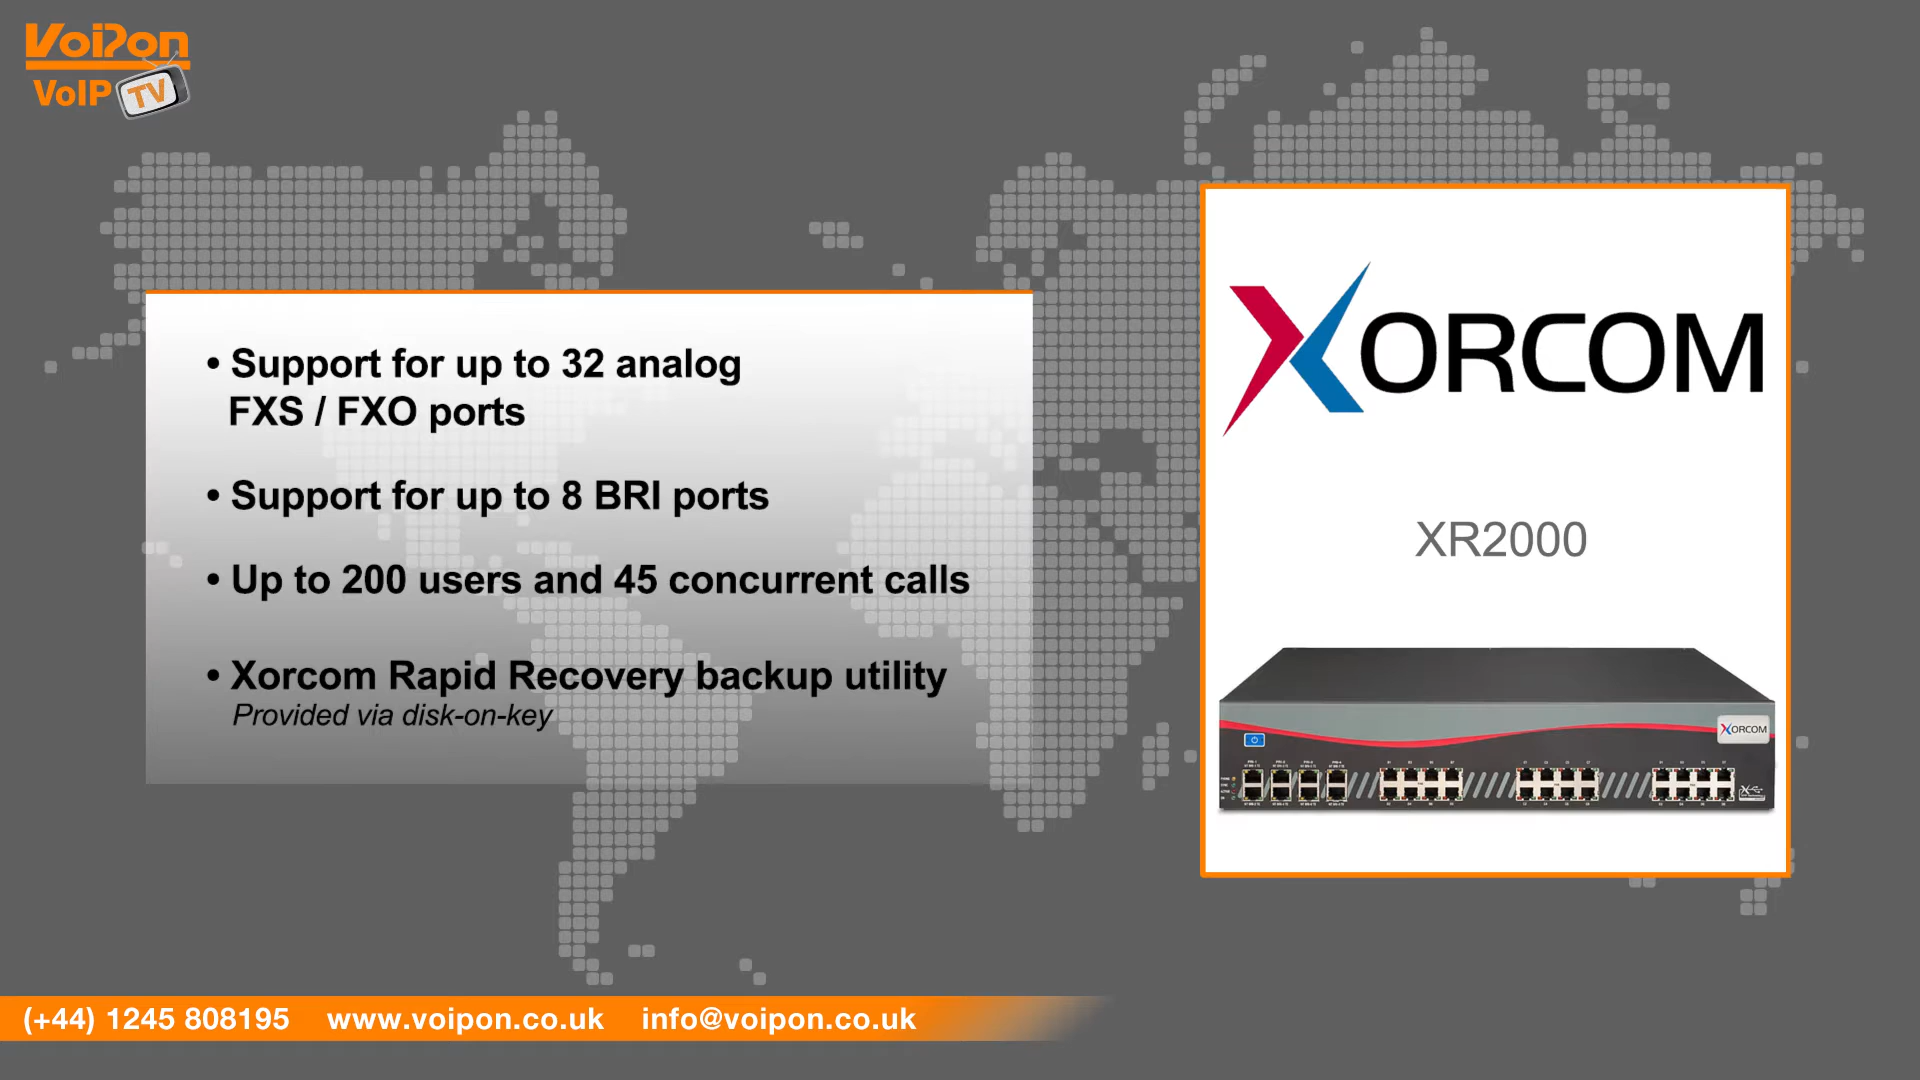 VoiPon
VoIP TV
• Support for up to 32 analog
FXS / FXO ports
• Support for up to 8 BRI ports
• Up to 200 users and 45 concurrent calls
• Xorcom Rapid Recovery backup utility
Provided via disk-on-key
XORCOM
XR2000
XORCOM
(+44) 1245 808195 www.voipon.co.uk info@voipon.co.uk